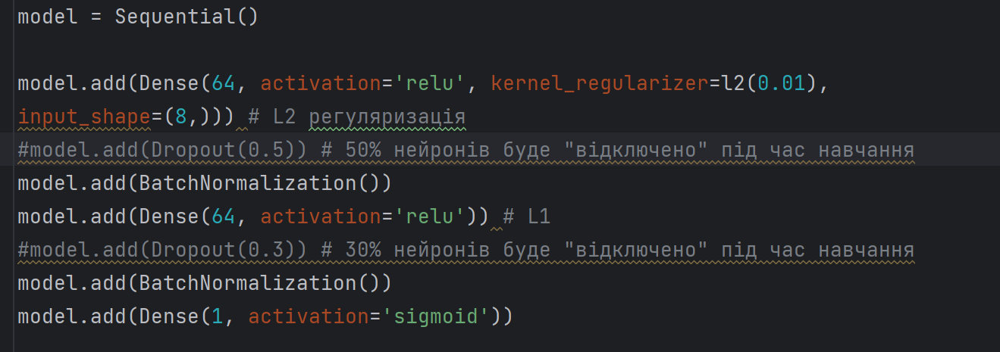 model = Sequential()
model.add(Dense(64, activation='relu', kernel_regularizer=l2(0.01),
input_shape=(8,))) # L2 регуляризація
#model.add(Dropout(0.5)) # 50% нейронів буде "відключено" під час навчання
model.add(BatchNormalization())
model.add(Dense(64, activation='relu')) # L1
#model.add(Dropout(0.3)) # 30% нейронів буде "відключено" під час навчання
model.add(BatchNormalization())
model.add(Dense(1, activation='sigmoid'))